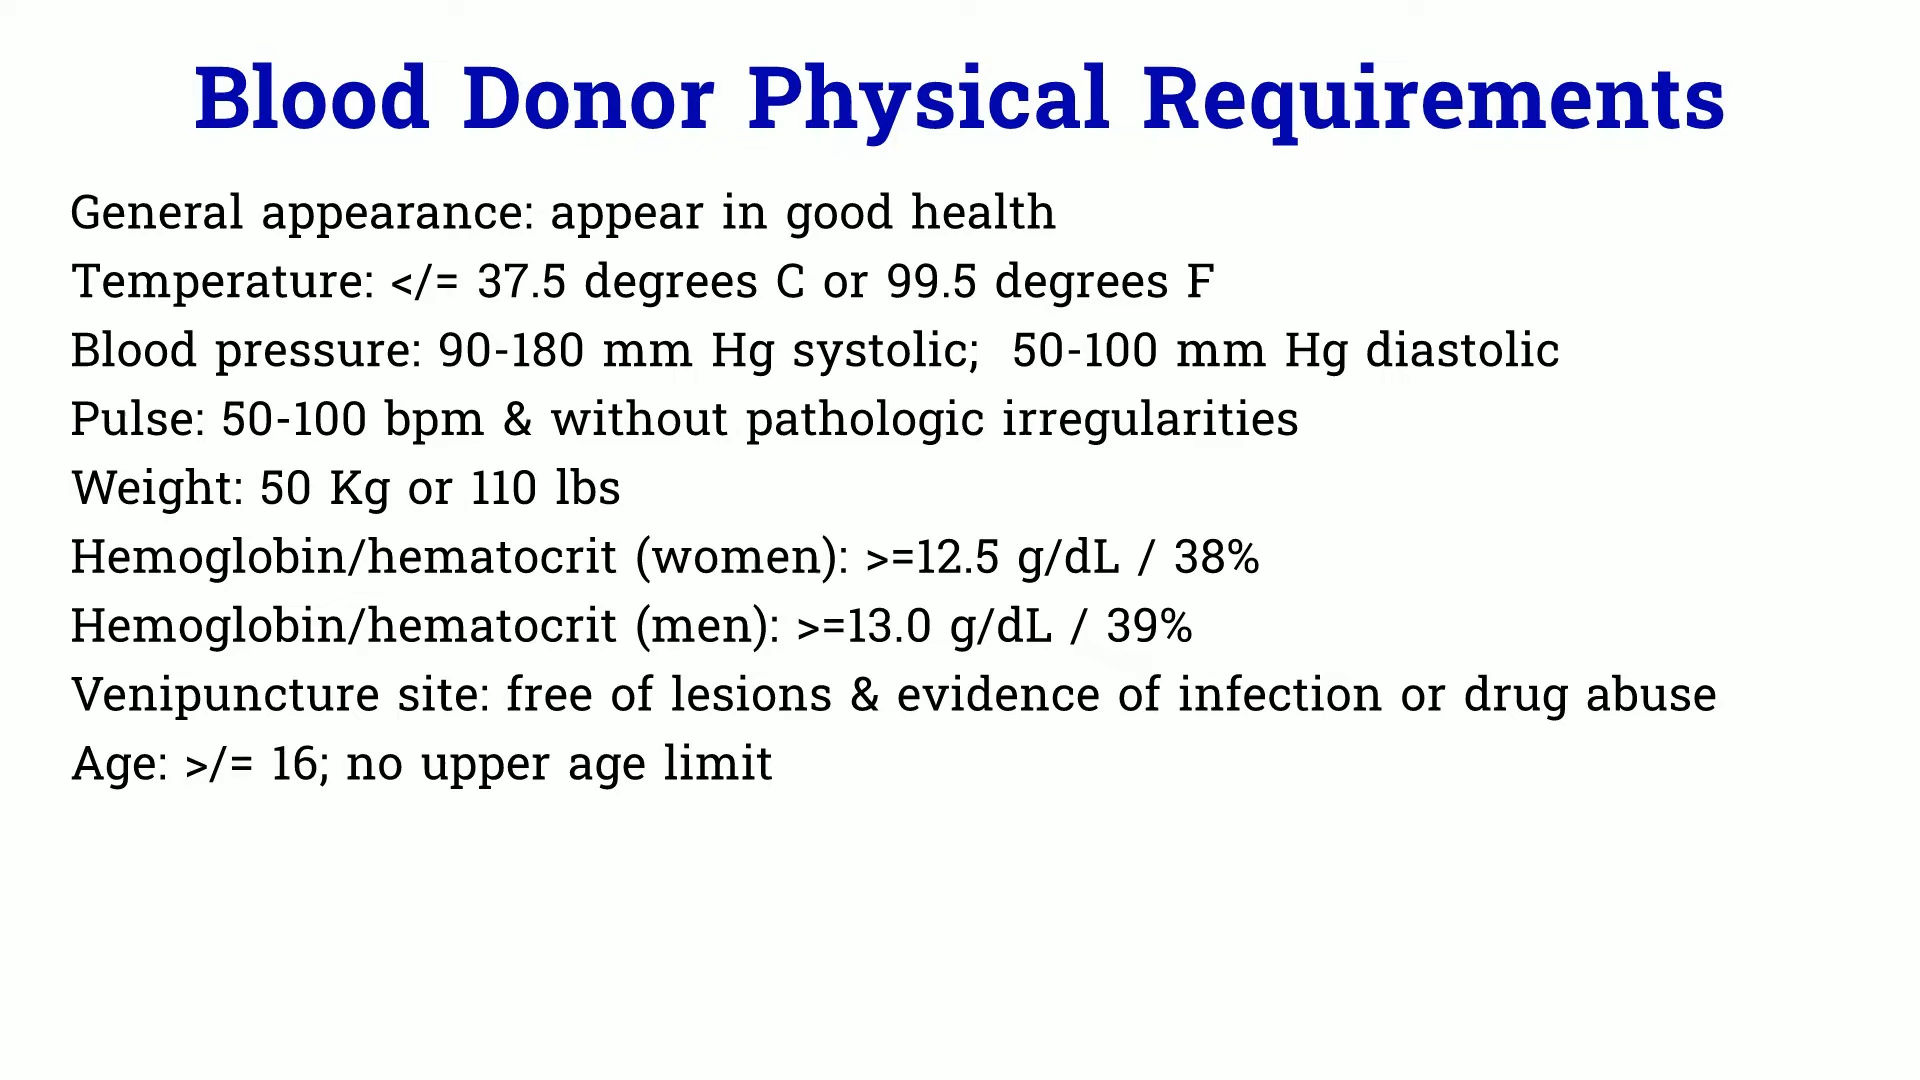 Blood Donor Physical Requirements
General appearance: appear in good health
Temperature: </= 37.5 degrees C or 99.5 degrees F
Blood pressure: 90-180 mm Hg systolic;  50-100 mm Hg diastolic
Pulse: 50-100 bpm & without pathologic irregularities
Weight: 50 Kg or 110 lbs
Hemoglobin/hematocrit (women): >=12.5 g/dL / 38%
Hemoglobin/hematocrit (men): >=13.0 g/dL / 39%
Venipuncture site: free of lesions & evidence of infection or drug abuse
Age: >/= 16; no upper age limit